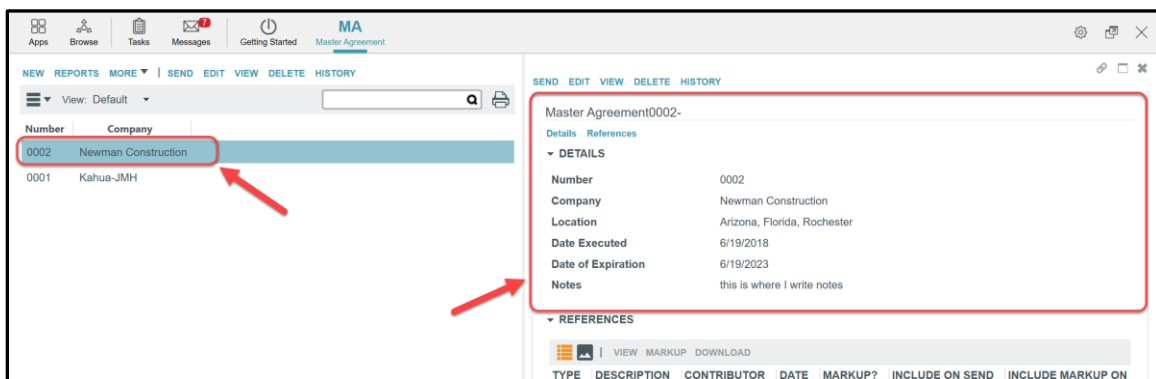 7
MA
Apps Browse Tasks Messages Getting Started Master Agreement
NEW REPORTS MORE | SEND EDIT VIEW DELETE HISTORY
View: Default
Number Company
0002 Newman Construction
0001 Kahua-JMH
SEND EDIT VIEW DELETE HISTORY
Master Agreement0002-
Details References
DETAILS
Number 0002
Company Newman Construction
Location Arizona, Florida, Rochester
Date Executed 6/19/2018
Date of Expiration 6/19/2023
Notes this is where I write notes
REFERENCES
| VIEW MARKUP DOWNLOAD
TYPE DESCRIPTION CONTRIBUTOR DATE MARKUP? INCLUDE ON SEND INCLUDE MARKUP ON